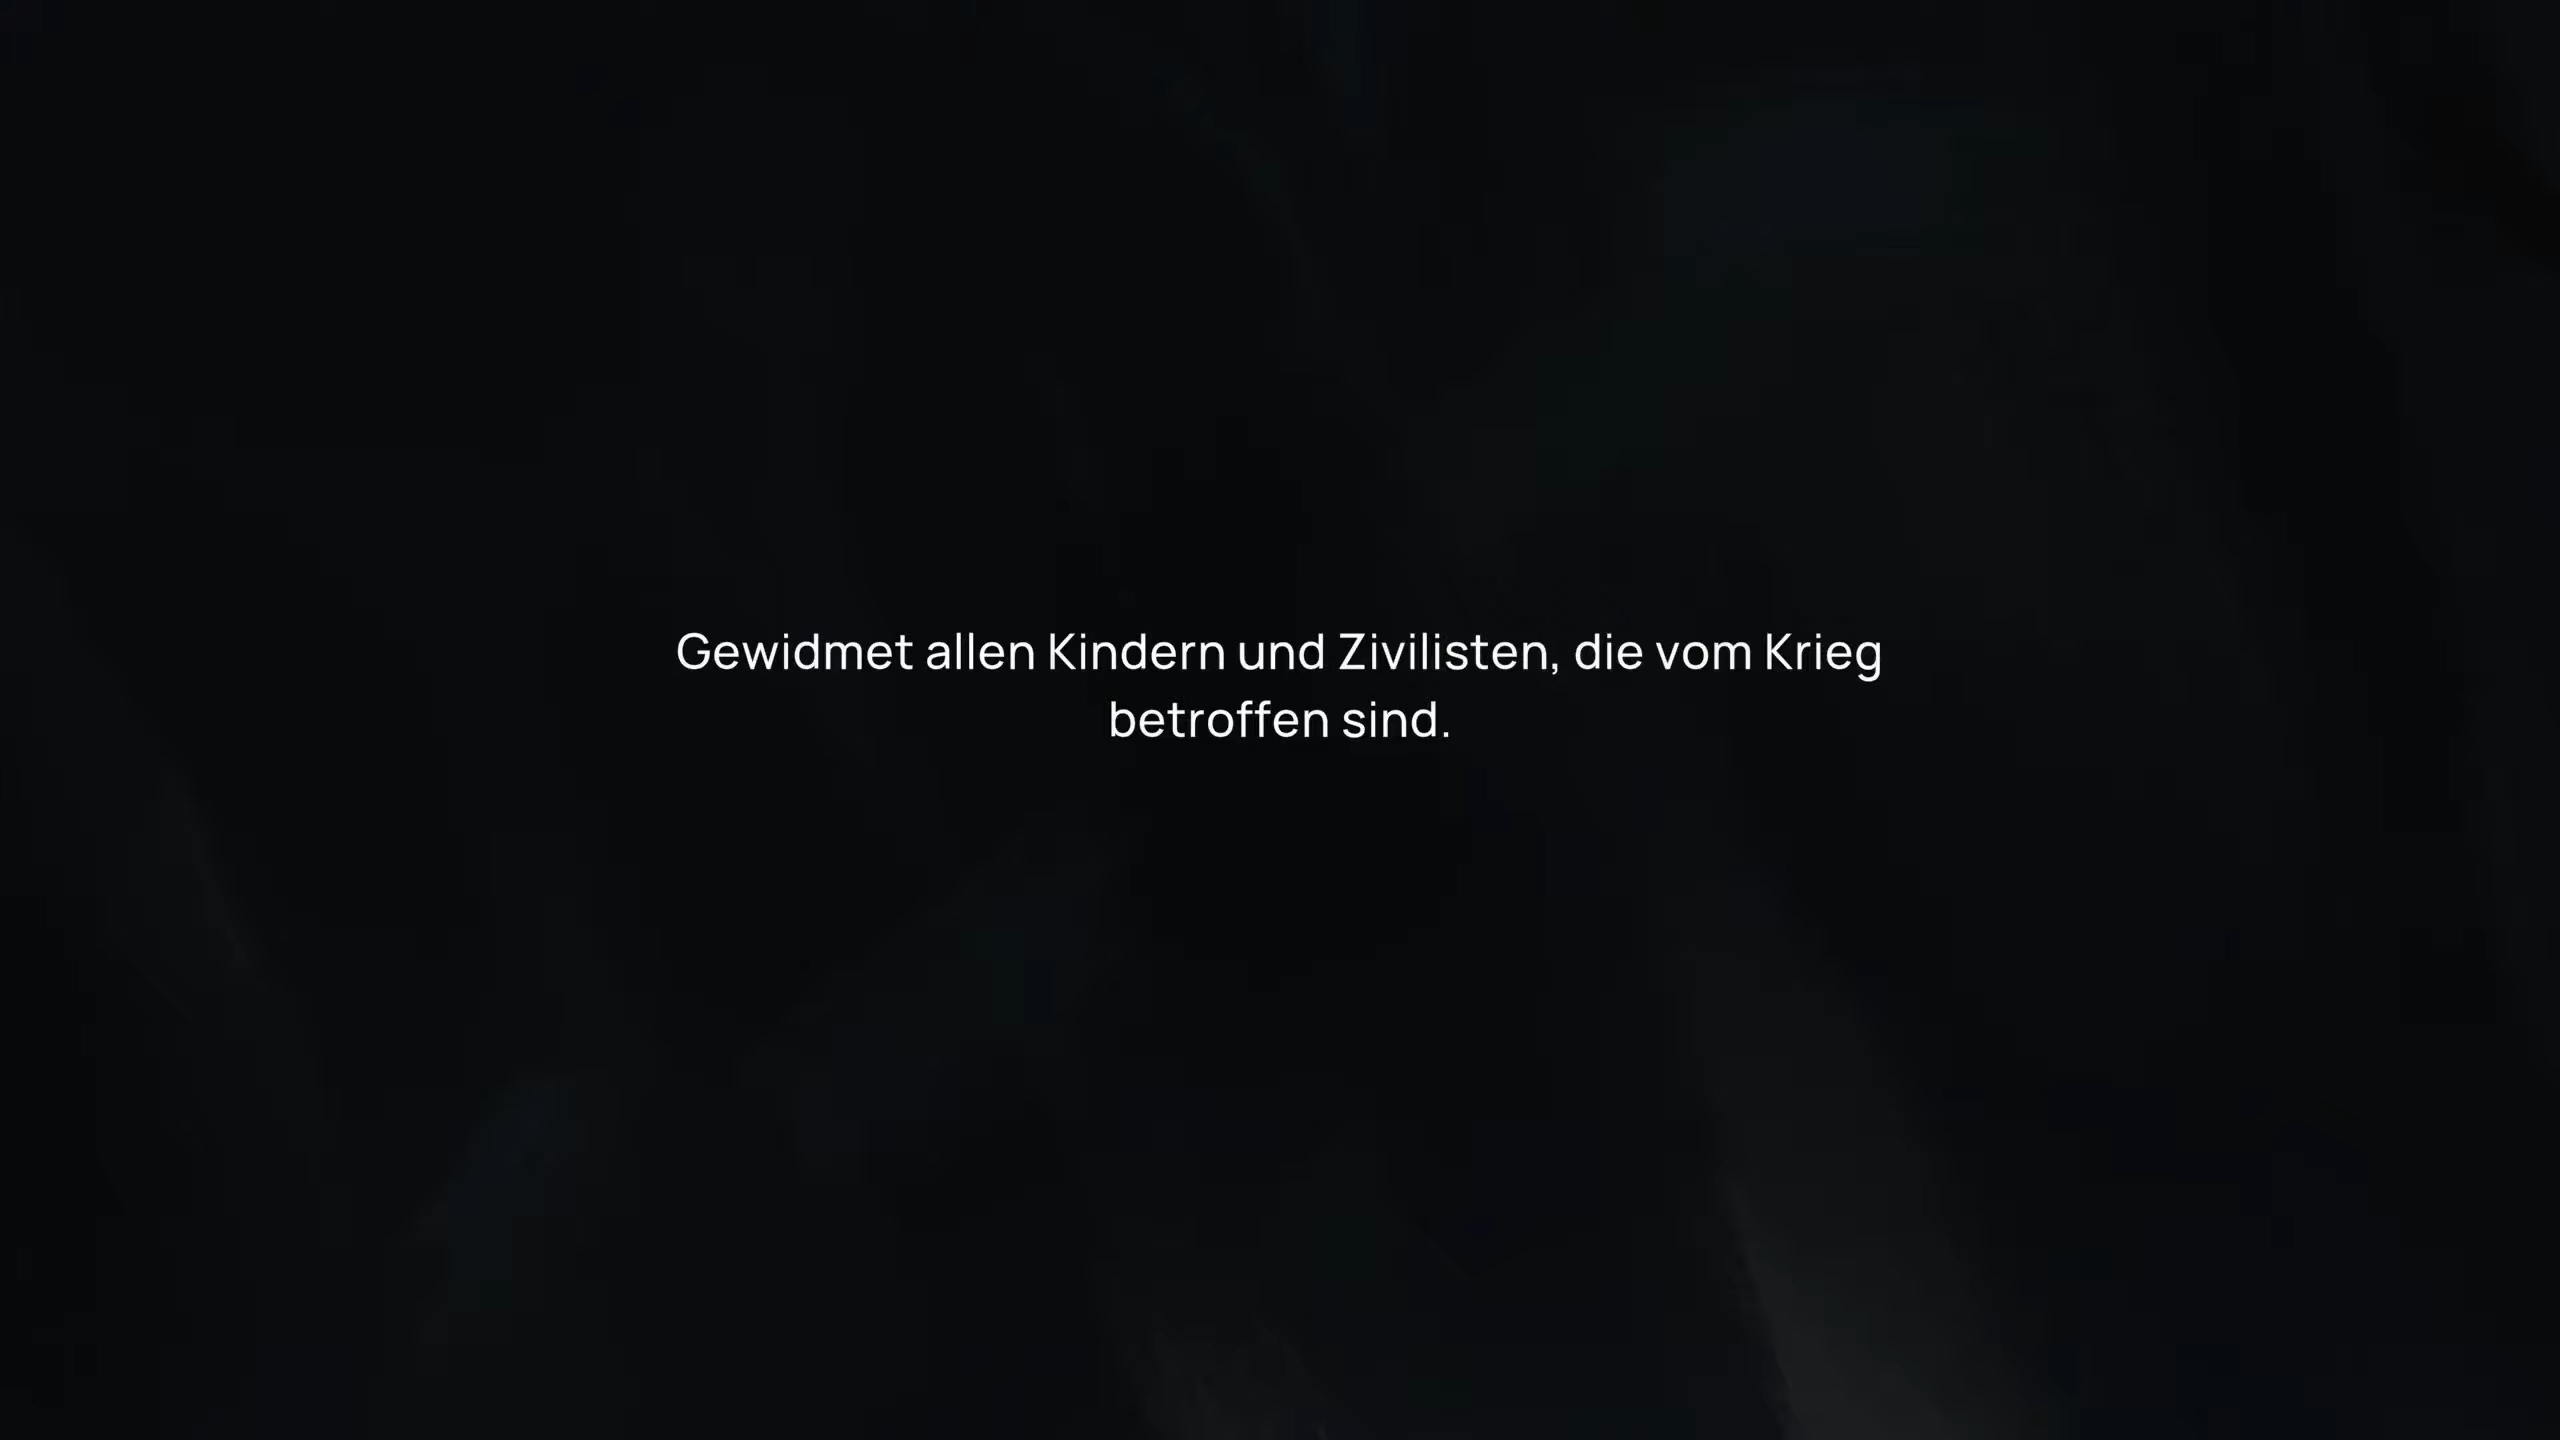 Gewidmet allen Kindern und Zivilisten, die vom Krieg
betroffen sind.